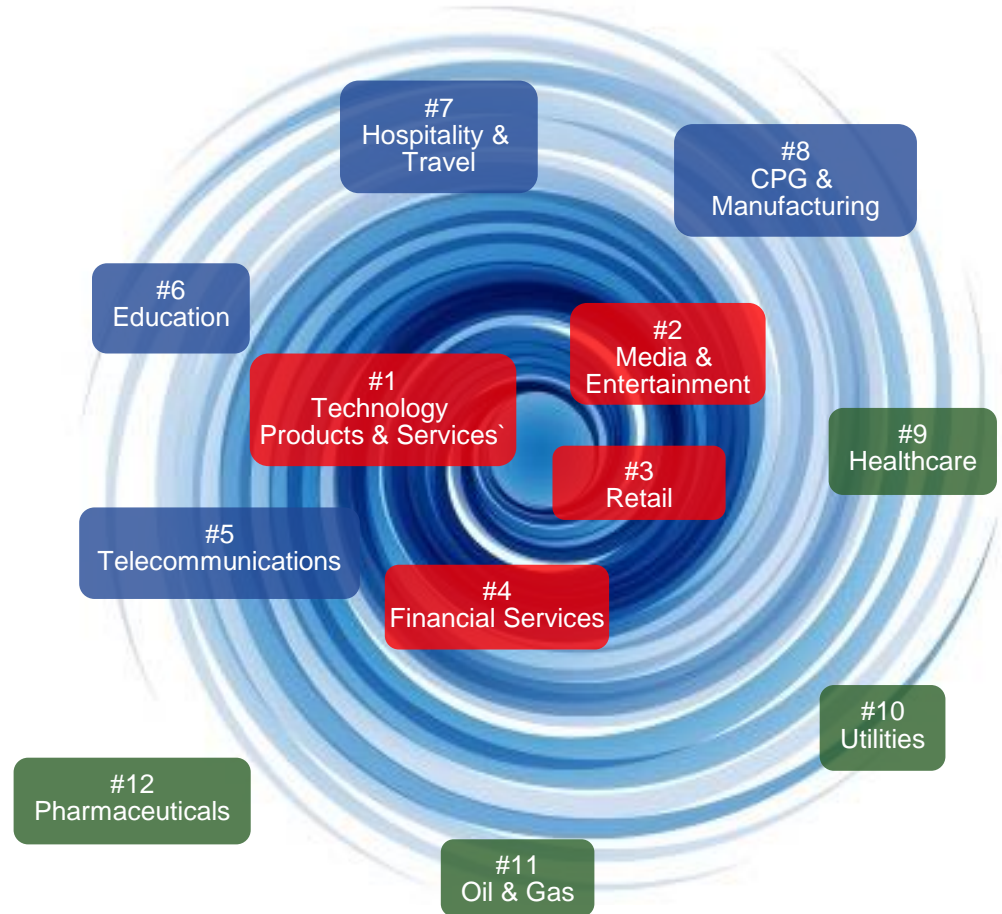 #7
Hospitality &
Travel
#8
CPG &
Manufacturing
#6
Education
#2
Media &
Entertainment
#1
Technology
Products & Services`
#9
Healthcare
#3
Retail
#5
Telecommunications
#4
Financial Services
#10
Utilities
#12
Pharmaceuticals
#11
Oil & Gas